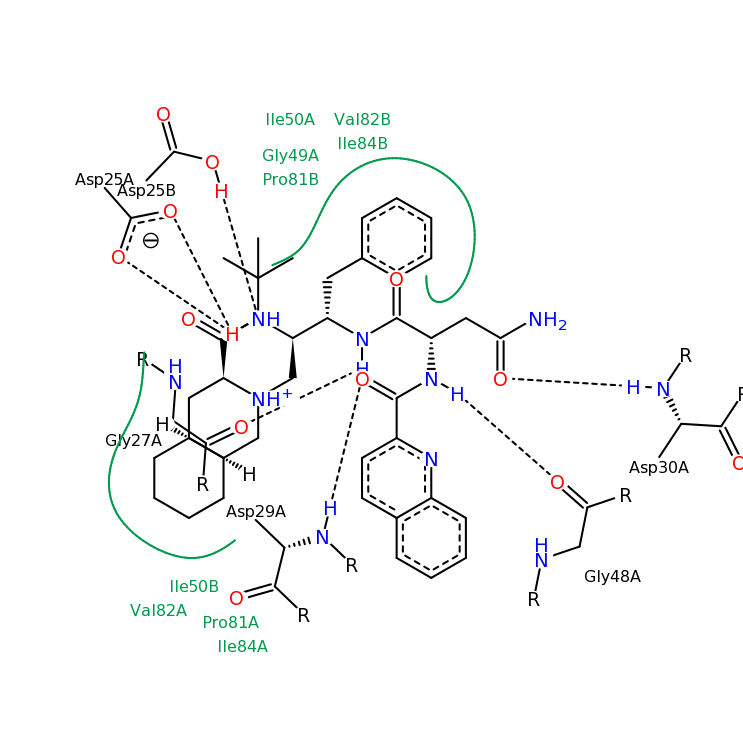 O
Ile50A Val82B
Ile84B
O
Gly49A
Pro81B
Asp25A
Asp25B
H
O
⊖
O
O
O
H
NH
NH2
N
R
H
N
H
O
N
H
O
H
N
R
R
NH+
H
O
H
Gly27A
R
N
Asp30A
O
H
R
O
R
Asp29A
H
N
R
H
N
Gly48A
Ile50B
Val82A
O
R
R
Pro81A
Ile84A